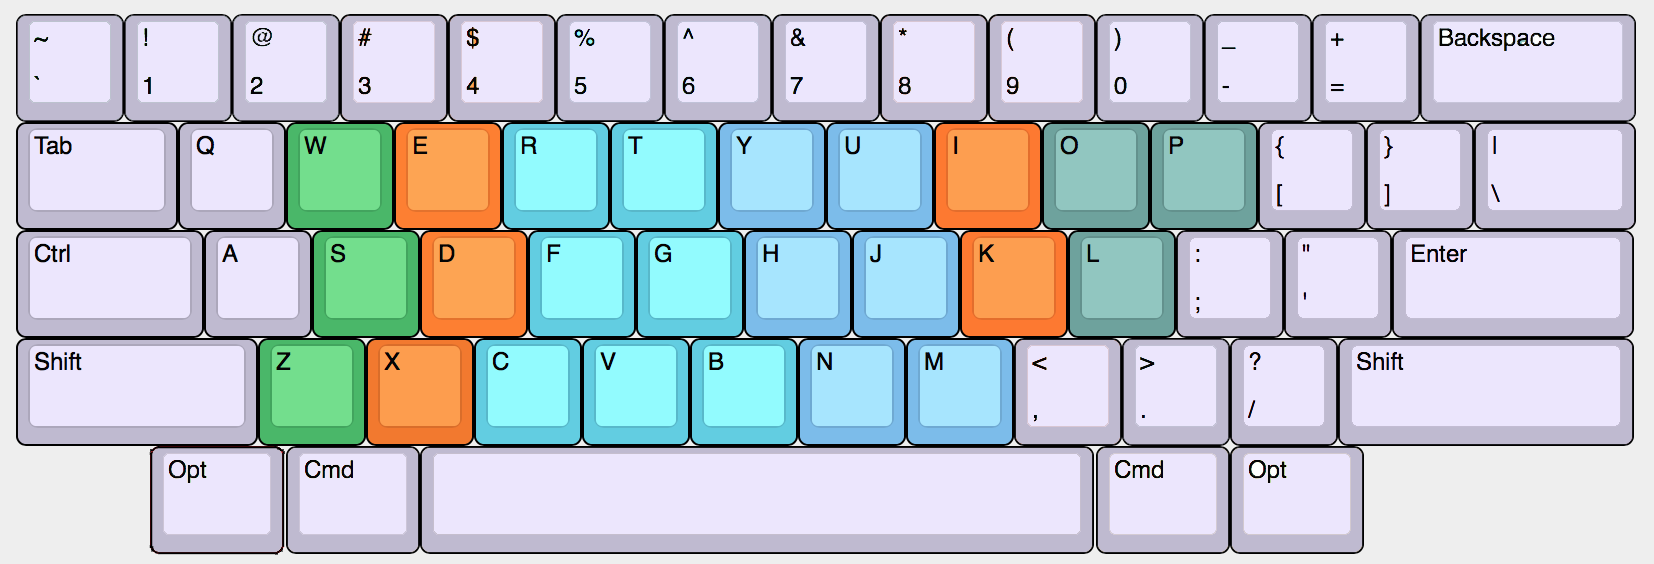 ~ ! @ # $ % ^ & * ( ) _ + Backspace
` 1 2 3 4 5 6 7 8 9 0 - =
Tab Q W E R T Y U I O P { } |
[ ] \
Ctrl A S D F G H J K L : " Enter
; '
Shift Z X C V B N M < > ? Shift
, . /
Opt Cmd Cmd Opt